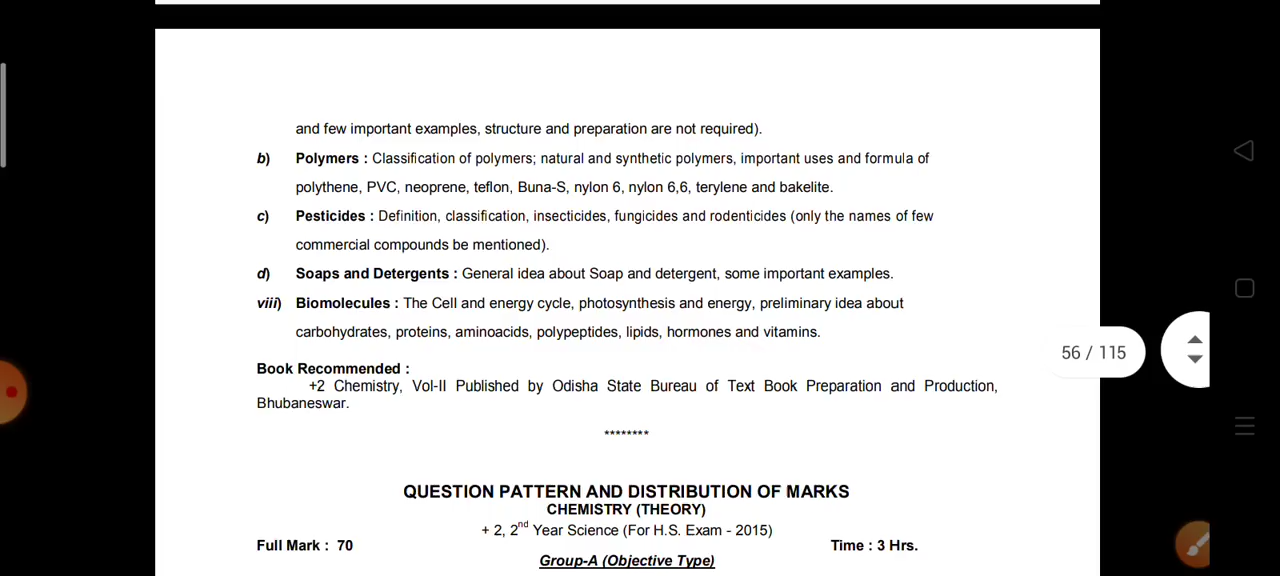 and few important examples, structure and preparation are not required).
b) Polymers : Classification of polymers; natural and synthetic polymers, important uses and formula of
polythene, PVC, neoprene, teflon, Buna-S, nylon 6, nylon 6,6, terylene and bakelite.
c) Pesticides : Definition, classification, insecticides, fungicides and rodenticides (only the names of few
commercial compounds be mentioned).
d) Soaps and Detergents : General idea about Soap and detergent, some important examples.
viii) Biomolecules : The Cell and energy cycle, photosynthesis and energy, preliminary idea about
carbohydrates, proteins, aminoacids, polypeptides, lipids, hormones and vitamins.
56 / 115
Book Recommended :
+2 Chemistry, Vol-II Published by Odisha State Bureau of Text Book Preparation and Production,
Bhubaneswar.
********
QUESTION PATTERN AND DISTRIBUTION OF MARKS
CHEMISTRY (THEORY)
+ 2, 2nd Year Science (For H.S. Exam - 2015)
Full Mark : 70 Time : 3 Hrs.
Group-A (Objective Type)